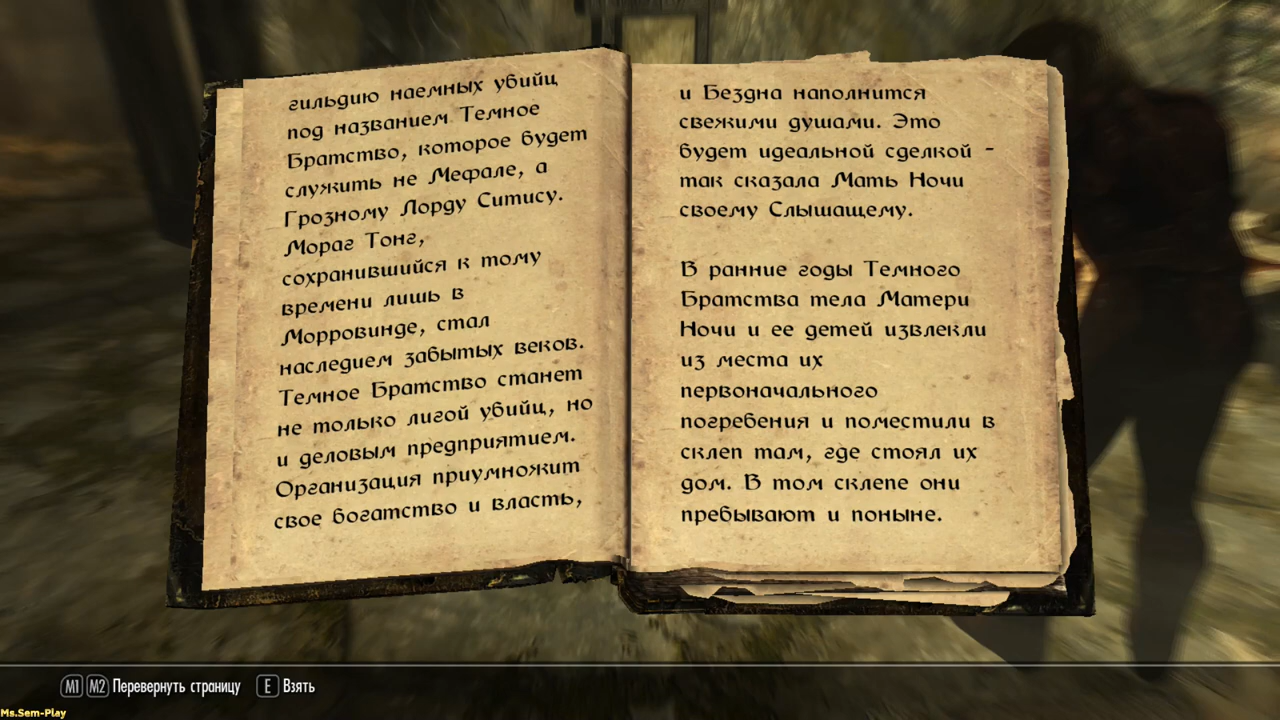 гильдию наемных убийц
под названием Темное
Братство, которое будет
служить не Мефале, а
Грозному Лорду Ситису.
Мораг Тонг,
сохранившийся к тому
времени лишь в
Морровинде, стал
наследием забытых веков.
Темное Братство станет
не только лигой убийц, но
и деловым предприятием.
Организация приумножит
свое богатство и власть,
и Бездна наполнится
свежими душами. Это
будет идеальной сделкой -
так сказала Мать Ночи
своему Слышащему.
В ранние годы Темного
Братства тела Матери
Ночи и ее детей извлекли
из места их
первоначального
погребения и поместили в
склеп там, где стоял их
дом. В том склепе они
пребывают и поныне.
M1 M2 Перевернуть страницу E Взять
Ms.Sem-Play